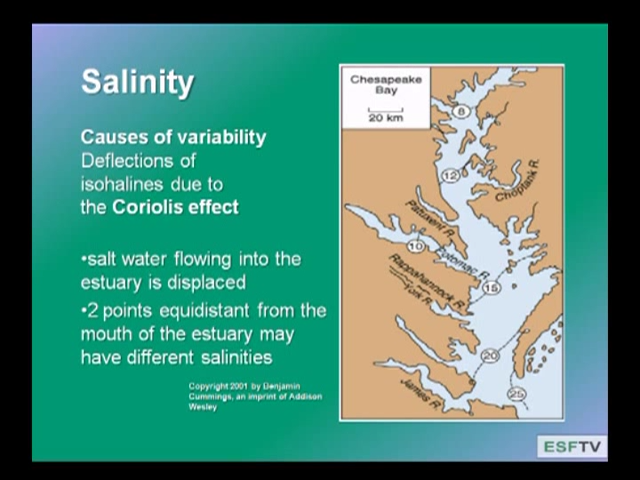 Salinity
Causes of variability
Deflections of
isohalines due to
the Coriolis effect
•salt water flowing into the
estuary is displaced
•2 points equidistant from the
mouth of the estuary may
have different salinities
Copyright 2001 by Benjamin
Cummings, an imprint of Addison
Wesley
Chesapeake
Bay
20 km
8
12
Choptank R.
Patuxent R.
10
Potomac R.
Rappahannock R.
15
York R.
20
James R.
25
ESFTV